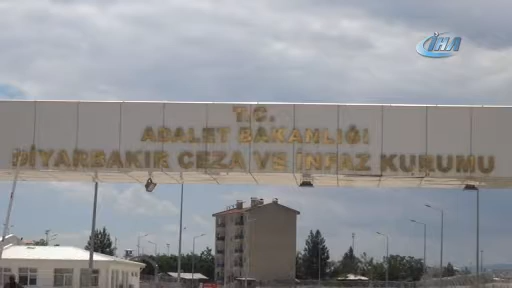 İHA
T.C.
ADALET BAKANLIĞI
DİYARBAKIR CEZA VE İNFAZ KURUMU